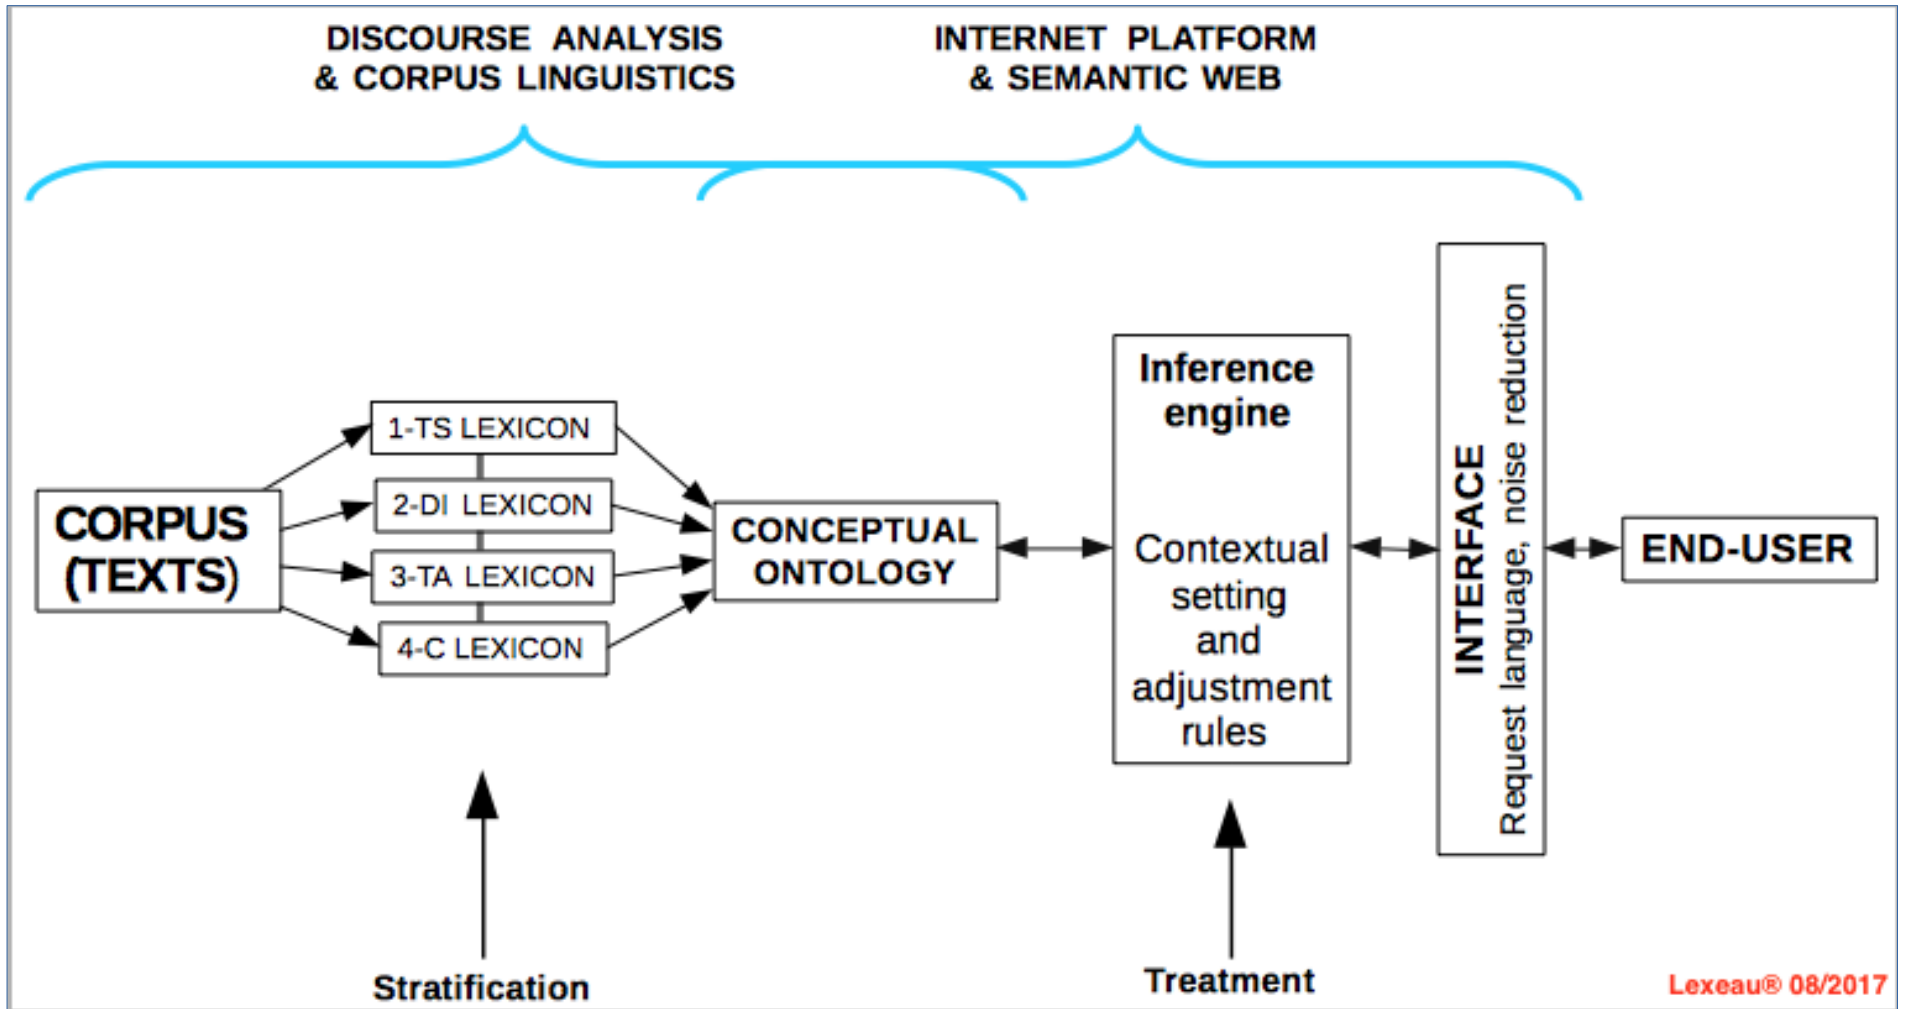 DISCOURSE ANALYSIS
& CORPUS LINGUISTICS
INTERNET PLATFORM
& SEMANTIC WEB
CORPUS
(TEXTS)
1-TS LEXICON
2-DI LEXICON
3-TA LEXICON
4-C LEXICON
CONCEPTUAL
ONTOLOGY
Inference
engine
Contextual
setting
and
adjustment
rules
INTERFACE
Request language, noise reduction
END-USER
Stratification
Treatment
Lexeau® 08/2017